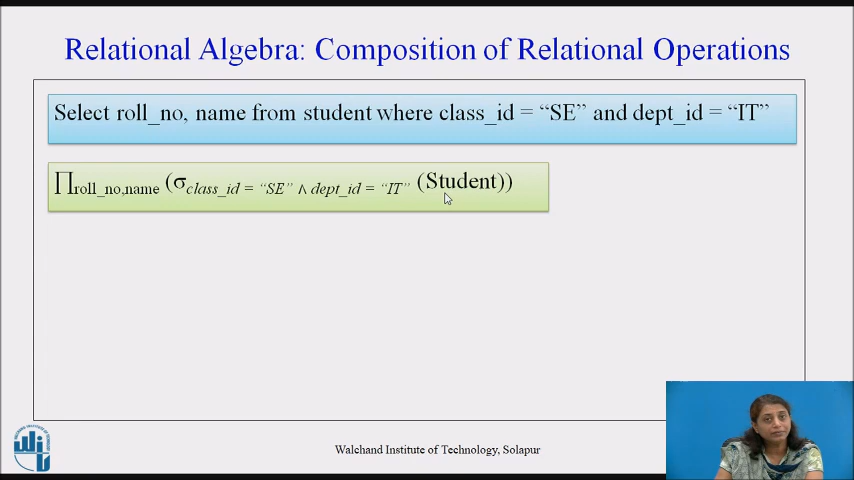 Relational Algebra: Composition of Relational Operations
Select roll_no, name from student where class_id = “SE” and dept_id = “IT”
∏roll_no,name (σclass_id = “SE” ∧ dept_id = “IT” (Student))
Walchand Institute of Technology, Solapur